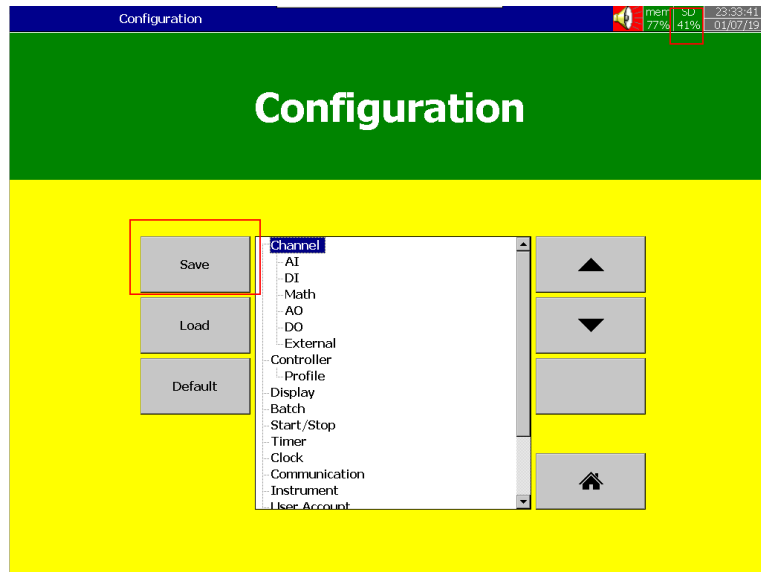 Configuration
mem SD 23:33:41
77% 41% 01/07/19
Configuration
Save
Load
Default
Channel
AI
DI
Math
AO
DO
External
Controller
Profile
Display
Batch
Start/Stop
Timer
Clock
Communication
Instrument
User Account